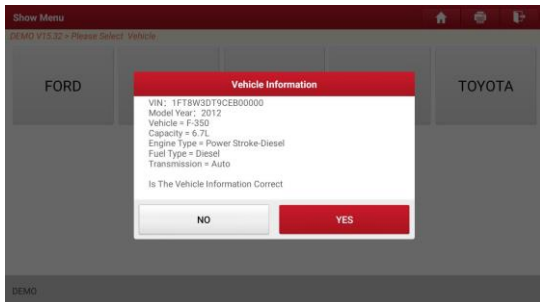 Show Menu
DEMO V15.32 > Please Select Vehicle
FORD
TOYOTA
Vehicle Information
VIN: 1FT8W3DT9CEB00000
Model Year: 2012
Vehicle = F-350
Capacity = 6.7L
Engine Type = Power Stroke-Diesel
Fuel Type = Diesel
Transmission = Auto
Is The Vehicle Information Correct
NO
YES
DEMO